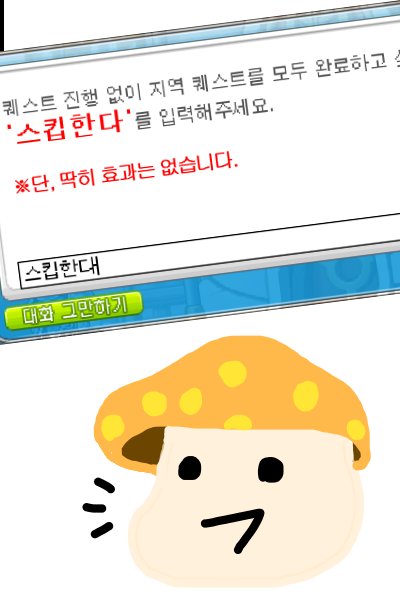 퀘스트 진행 없이 지역 퀘스트를 모두 완료하고
'스킵한다'를 입력해주세요.
※단, 딱히 효과는 없습니다.
스킵한대
대화 그만하기